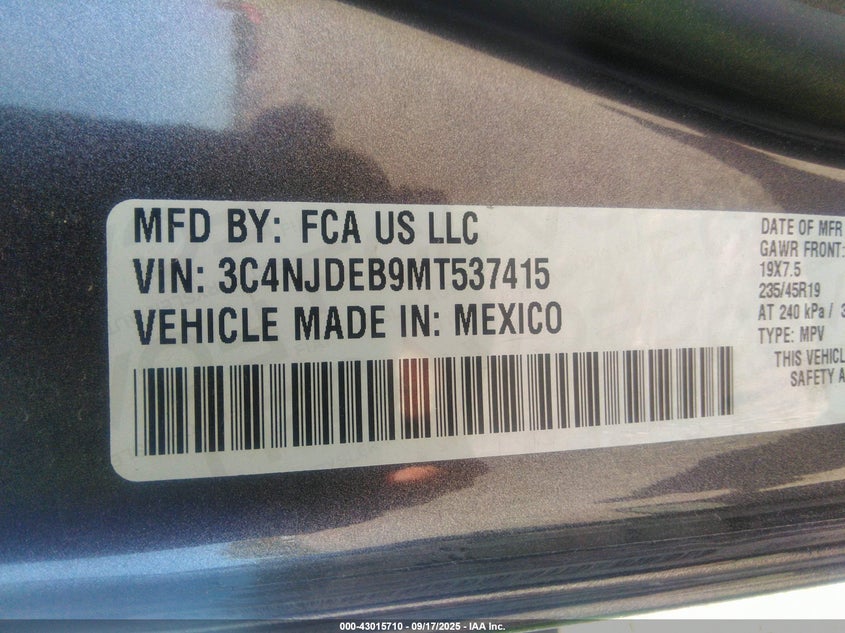 MFD BY: FCA US LLC
VIN: 3C4NJDEB9MT537415
VEHICLE MADE IN: MEXICO
DATE OF MFR
GAWR FRONT:
19X7.5
235/45R19
AT 240 kPa / 3
TYPE: MPV
THIS VEHICL
SAFETY A
000-43015710 - 09/17/2025 - IAA Inc.